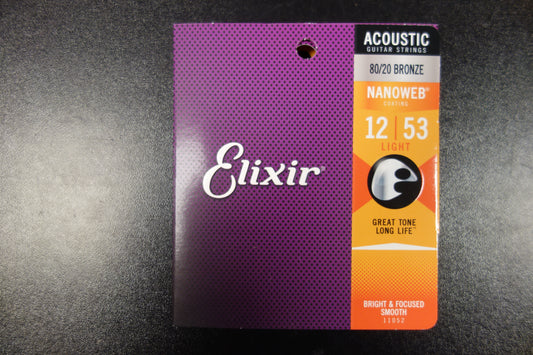 ACOUSTIC
GUITAR STRINGS
80/20 BRONZE
NANOWEB®
COATING
12 | 53
LIGHT
Elixir®
GREAT TONE
LONG LIFE™
BRIGHT & FOCUSED
SMOOTH
11052